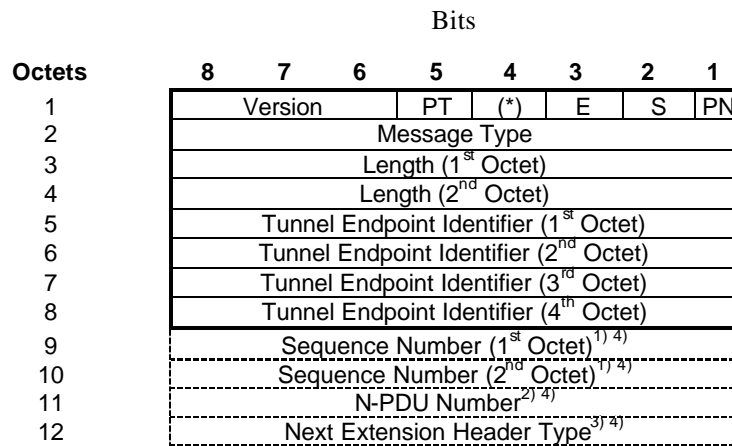 Bits
Octets 8 7 6 5 4 3 2 1
1 Version PT (*) E S PN
2 Message Type
3 Length (1st Octet)
4 Length (2nd Octet)
5 Tunnel Endpoint Identifier (1st Octet)
6 Tunnel Endpoint Identifier (2nd Octet)
7 Tunnel Endpoint Identifier (3rd Octet)
8 Tunnel Endpoint Identifier (4th Octet)
9 Sequence Number (1st Octet)1) 4)
10 Sequence Number (2nd Octet)1) 4)
11 N-PDU Number2) 4)
12 Next Extension Header Type3) 4)